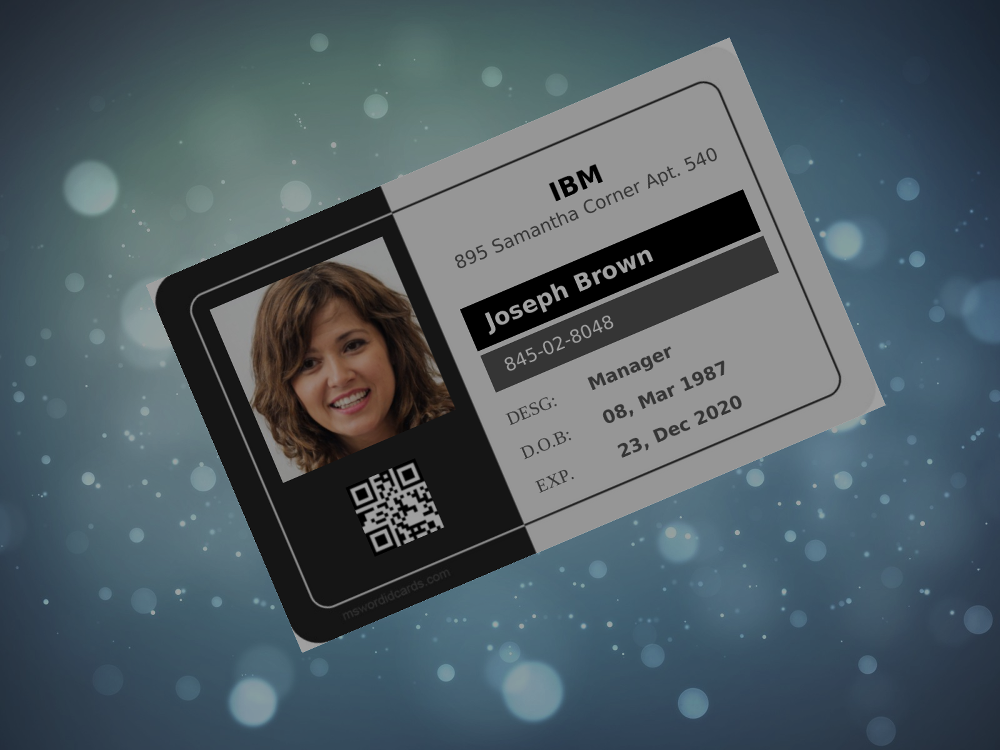 IBM
895 Samantha Corner Apt. 540
Joseph Brown
845-02-8048
DESG: Manager
D.O.B: 08, Mar 1987
EXP. 23, Dec 2020
mswordidcards.com